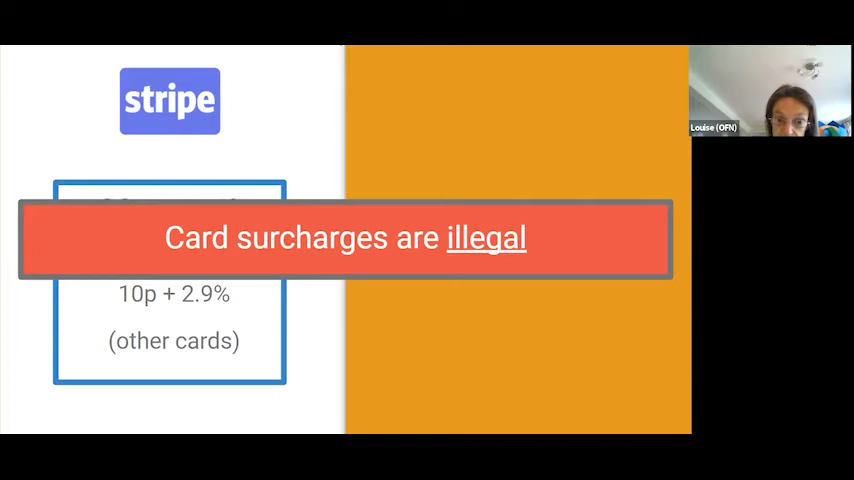 stripe
Louise (OFN)
Card surcharges are illegal
10p + 2.9%
(other cards)